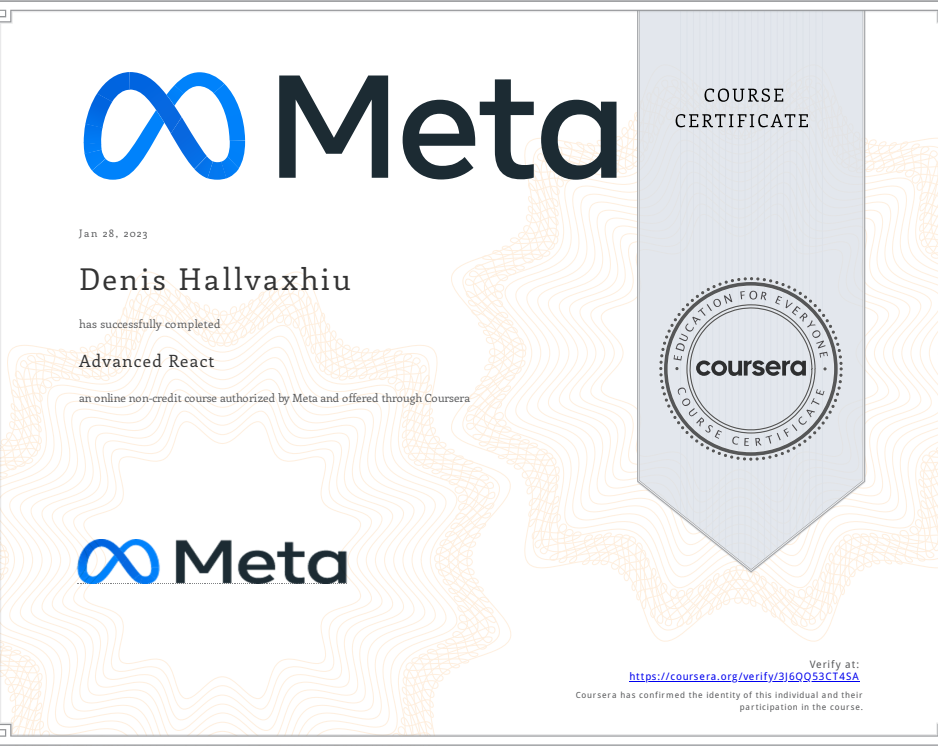 Meta
COURSE
CERTIFICATE
Jan 28, 2023
Denis Hallvaxhiu
has successfully completed
Advanced React
an online non-credit course authorized by Meta and offered through Coursera
EDUCATION FOR EVERYONE
coursera
COURSE CERTIFICATE
Meta
Verify at:
https://coursera.org/verify/3J6QQ53CT4SA
Coursera has confirmed the identity of this individual and their
participation in the course.